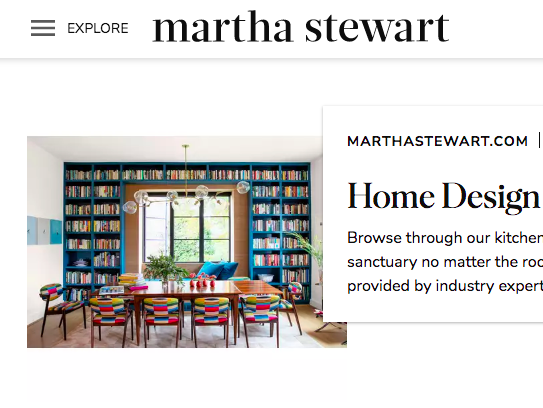 EXPLORE
martha stewart
MARTHASTEWART.COM |
Home Design
Browse through our kitchen
sanctuary no matter the roo
provided by industry expert